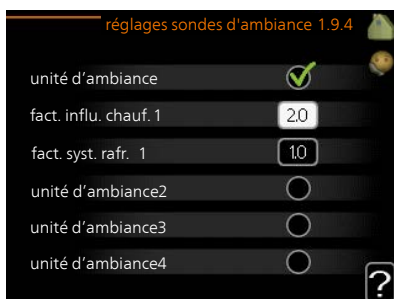 réglages sondes d'ambiance 1.9.4
unité d'ambiance
fact. influ. chauf. 1 2.0
fact. syst. rafr. 1 1.0
unité d'ambiance2
unité d'ambiance3
unité d'ambiance4
?